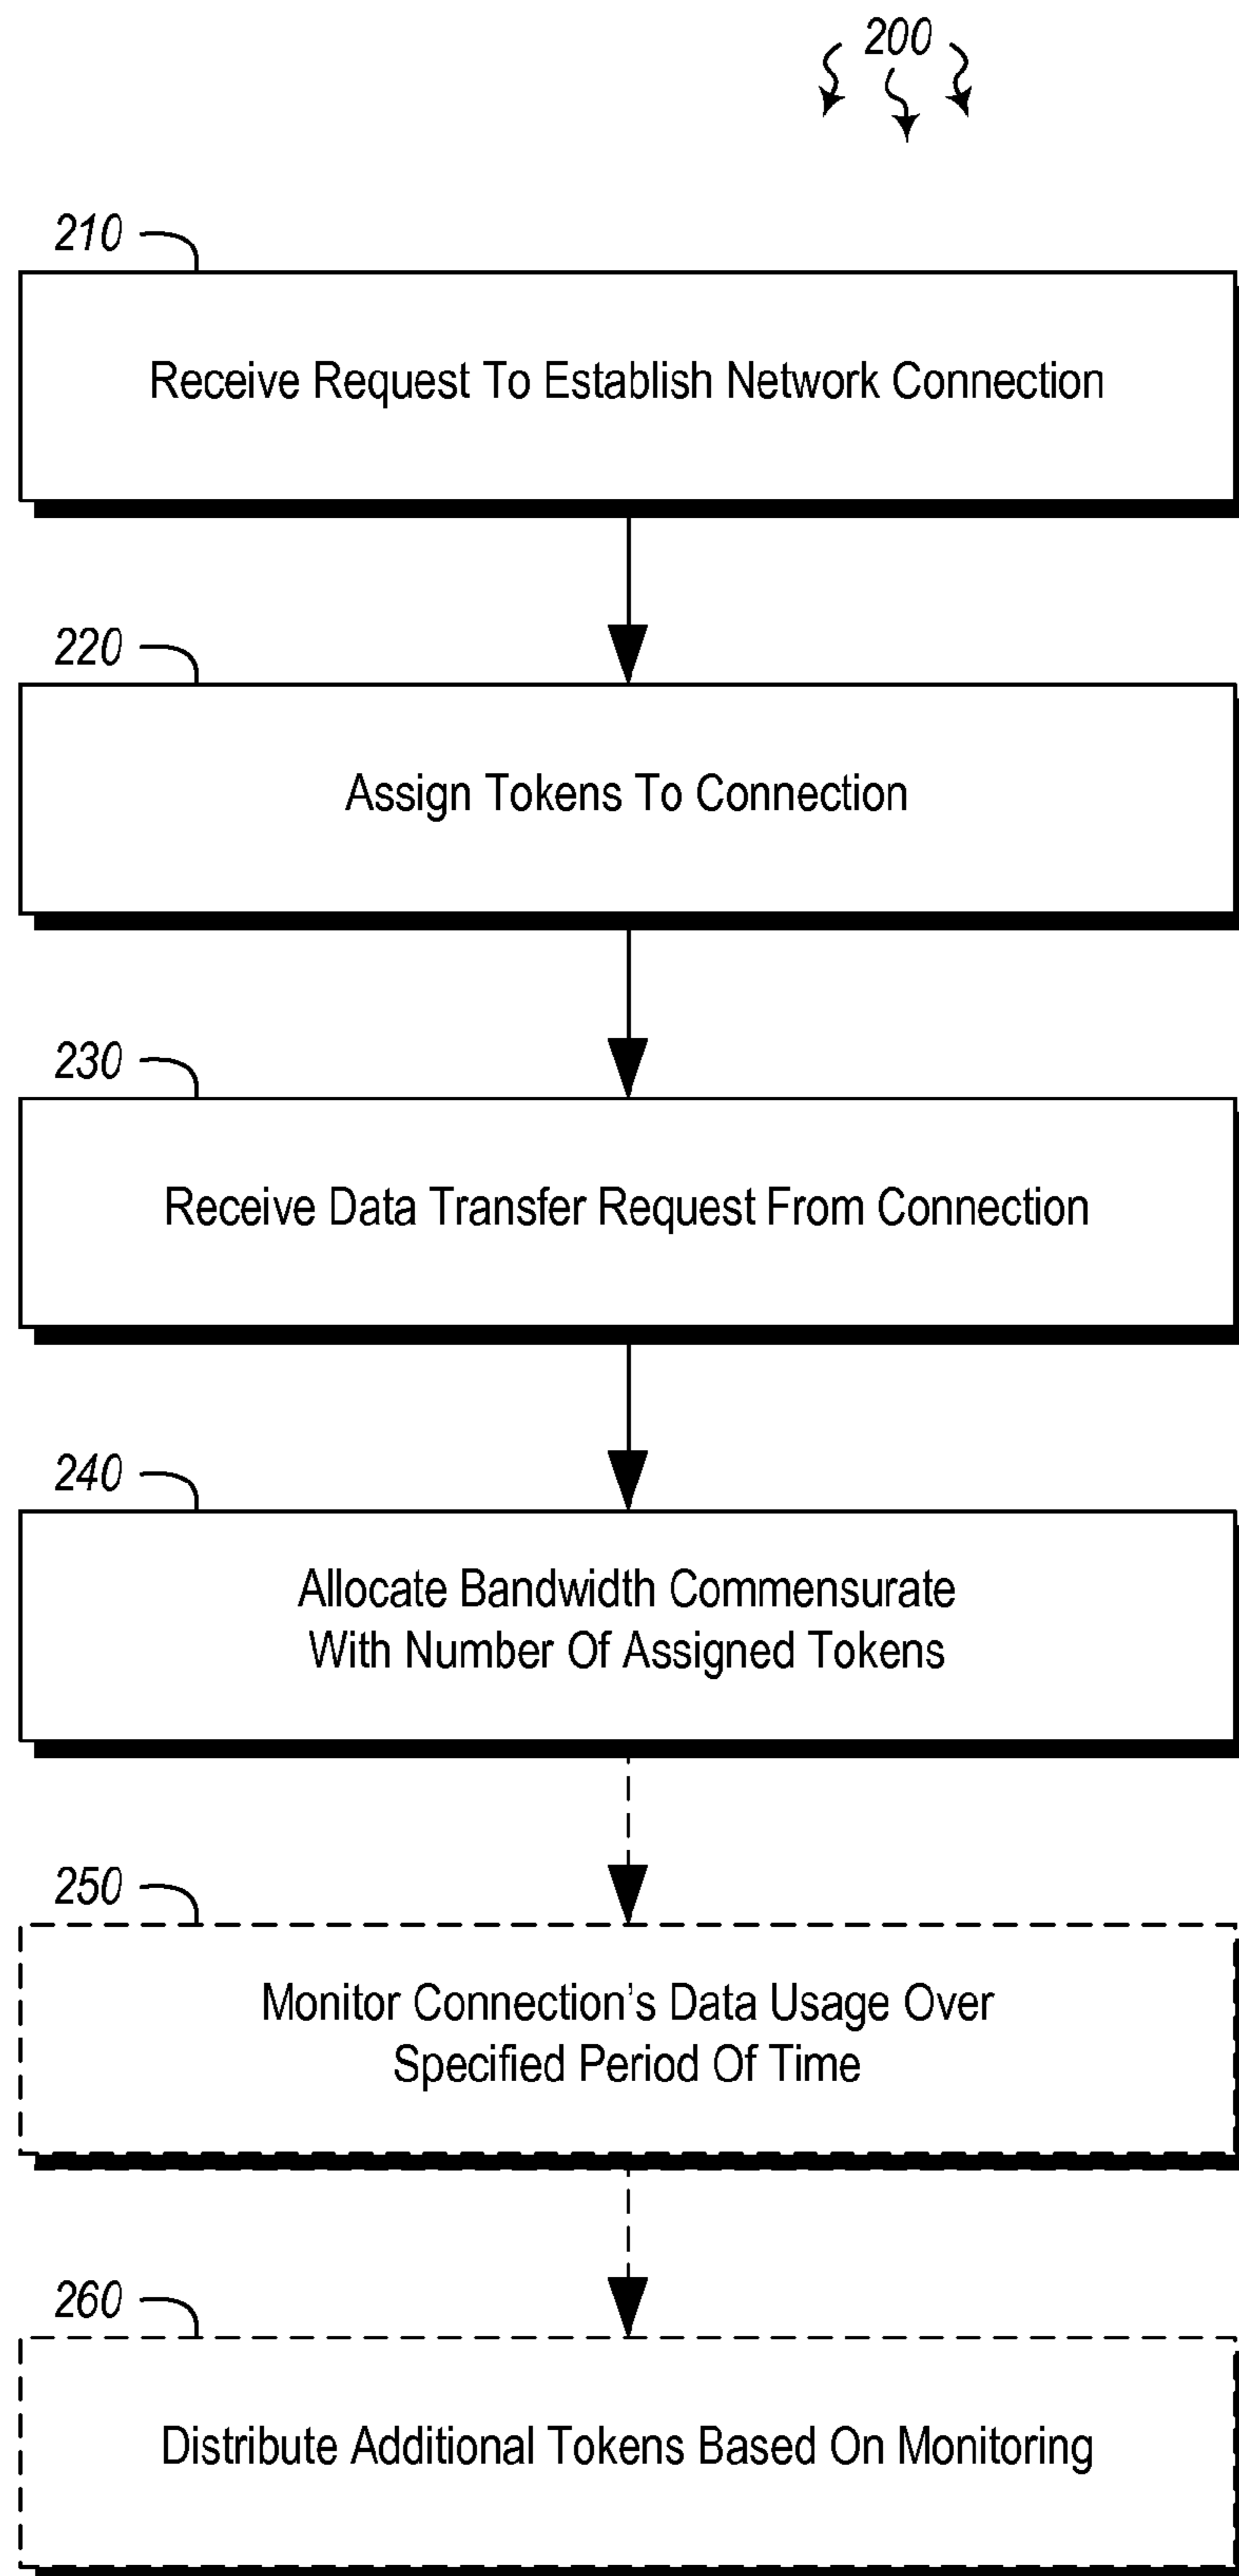 200
210
Receive Request To Establish Network Connection
220
Assign Tokens To Connection
230
Receive Data Transfer Request From Connection
240
Allocate Bandwidth Commensurate
With Number Of Assigned Tokens
250
Monitor Connection's Data Usage Over
Specified Period Of Time
260
Distribute Additional Tokens Based On Monitoring